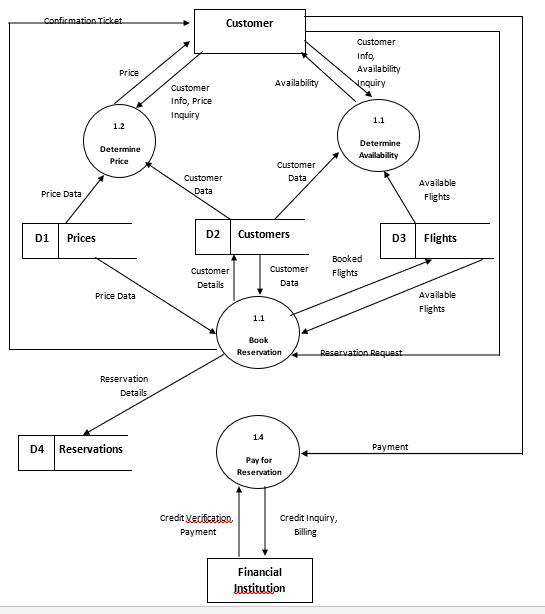 Confirmation Ticket
Customer
Customer
Info,
Availability
Inquiry
Price
Customer
Info, Price
Inquiry
Availability
1.2
Determine
Price
1.1
Determine
Availability
Customer
Data
Customer
Data
Price Data
Available
Flights
D1 Prices
D2 Customers
D3 Flights
Customer
Details
Customer
Data
Booked
Flights
Price Data
Available
Flights
1.1
Book
Reservation
Reservation Request
Reservation
Details
D4 Reservations
1.4
Pay for
Reservation
Payment
Credit Verification,
Payment
Credit Inquiry,
Billing
Financial
Institution